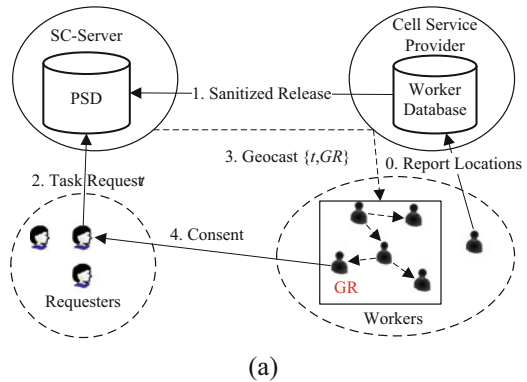 SC-Server
Cell Service
Provider
PSD
Worker
Database
1. Sanitized Release
3. Geocast {t,GR}
0. Report Locations
2. Task Request t
4. Consent
GR
Requesters
Workers
(a)